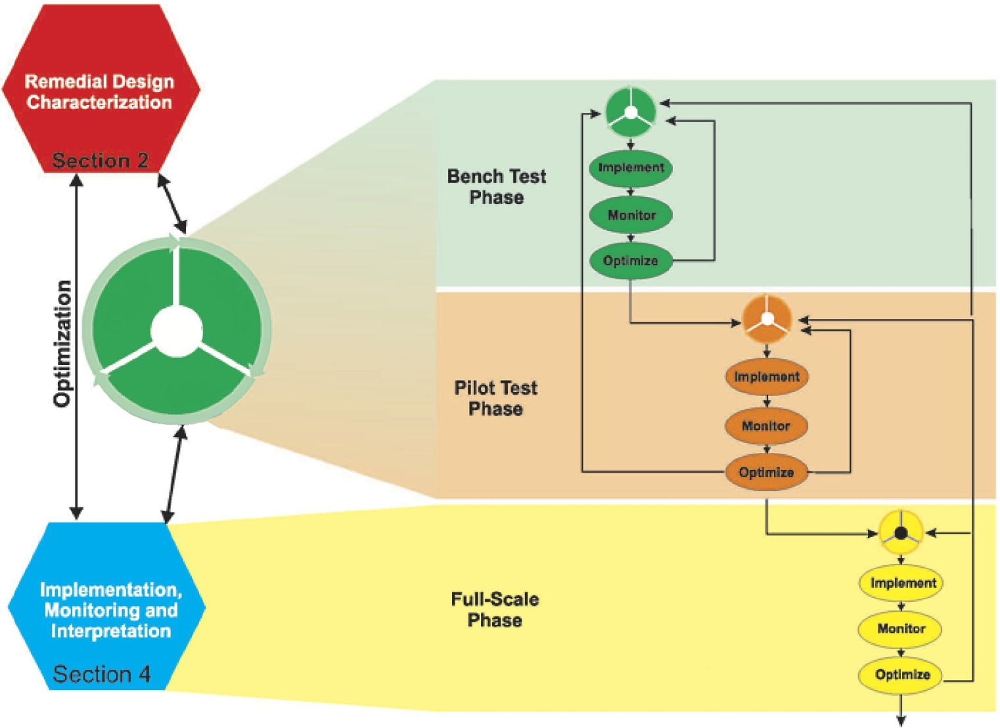 Remedial Design
Characterization
Section 2
Optimization
Implementation,
Monitoring and
Interpretation
Section 4
Bench Test
Phase
Implement
Monitor
Optimize
Pilot Test
Phase
Implement
Monitor
Optimize
Full-Scale
Phase
Implement
Monitor
Optimize